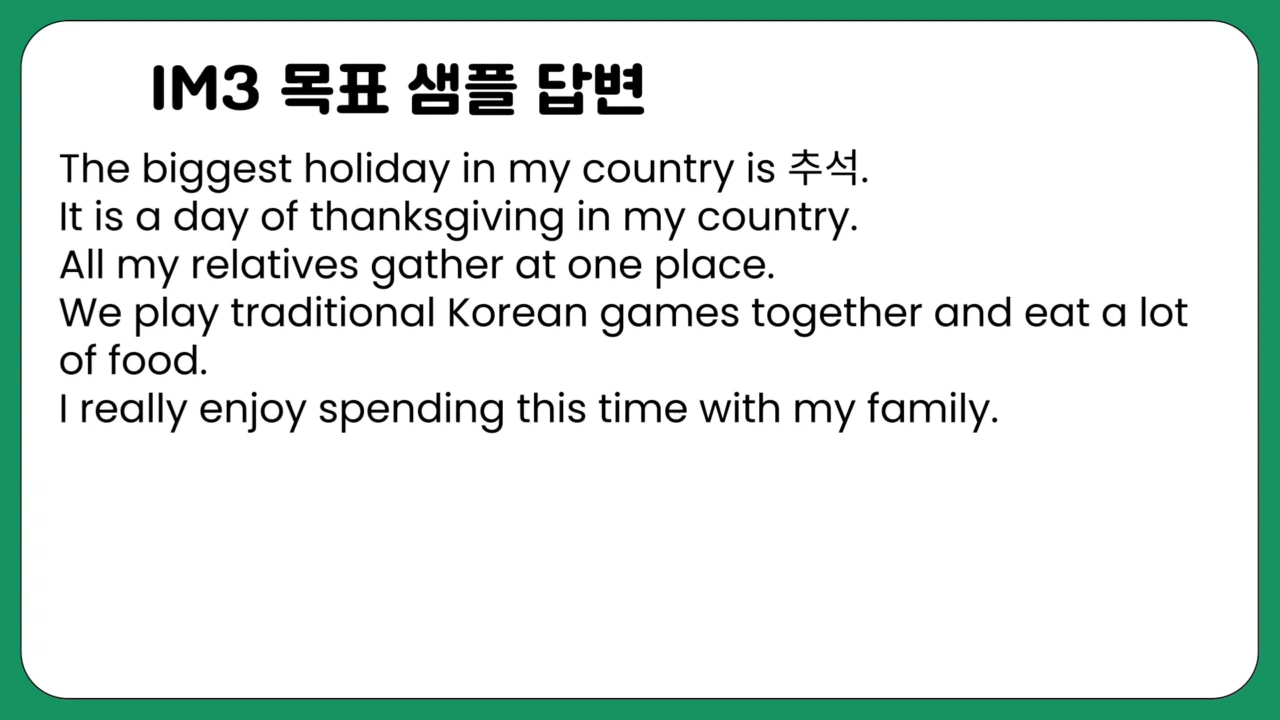 IM3 목표 샘플 답변
The biggest holiday in my country is 추석.
It is a day of thanksgiving in my country.
All my relatives gather at one place.
We play traditional Korean games together and eat a lot
of food.
I really enjoy spending this time with my family.